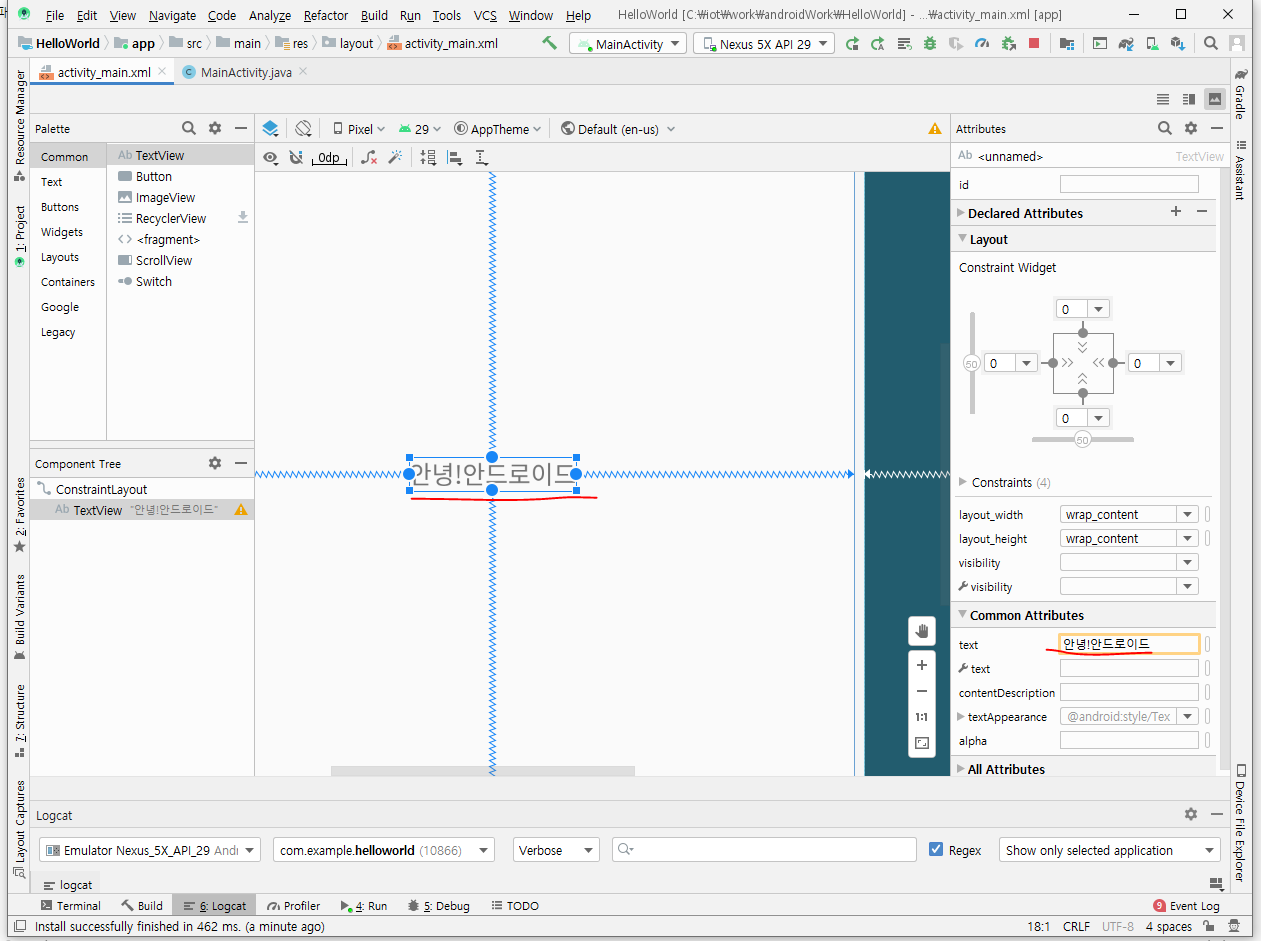 File Edit View Navigate Code Analyze Refactor Build Run Tools VCS Window Help HelloWorld [C:₩iot₩work₩androidWork₩HelloWorld] - ...₩activity_main.xml [app]
HelloWorld app src main res layout activity_main.xml MainActivity Nexus 5X API 29
activity_main.xml MainActivity.java
Resource Manager
1: Project
2: Favorites
Build Variants
7: Structure
Layout Captures
Palette
Common
Text
Buttons
Widgets
Layouts
Containers
Google
Legacy
Ab TextView
Button
ImageView
RecyclerView
<fragment>
ScrollView
Switch
Component Tree
ConstraintLayout
Ab TextView "안녕!안드로이드"
Pixel 29 AppTheme Default (en-us)
0dp
안녕!안드로이드
1:1
Attributes
Ab <unnamed> TextView
id
Declared Attributes
Layout
Constraint Widget
0
50 0 0
0
50
Constraints (4)
layout_width wrap_content
layout_height wrap_content
visibility
visibility
Common Attributes
text 안녕!안드로이드
text
contentDescription
textAppearance @android:style/Tex
alpha
All Attributes
Gradle
Assistant
Device File Explorer
Logcat
Emulator Nexus_5X_API_29 Andr com.example.helloworld (10866) Verbose Regex Show only selected application
logcat
Terminal Build 6: Logcat Profiler 4: Run 5: Debug TODO 9 Event Log
Install successfully finished in 462 ms. (a minute ago) 18:1 CRLF UTF-8 4 spaces